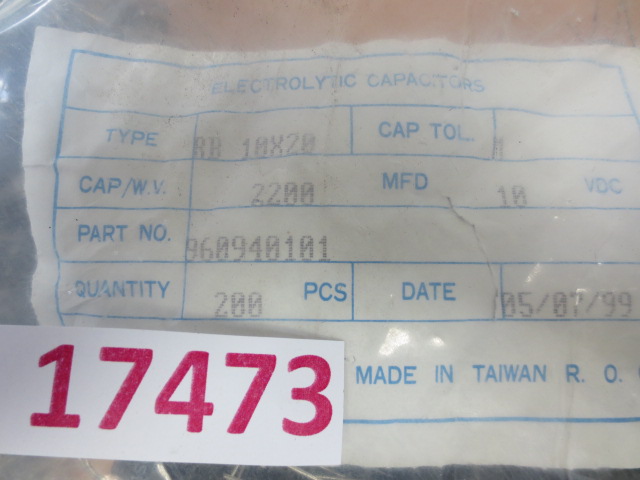 ELECTROLYTIC CAPACITORS
TYPE RB 10X20 CAP TOL. M
CAP/W.V. 2200 MFD 10 VDC
PART NO. 960940101
QUANTITY 200 PCS DATE 05/07/99
17473
MADE IN TAIWAN R. O.